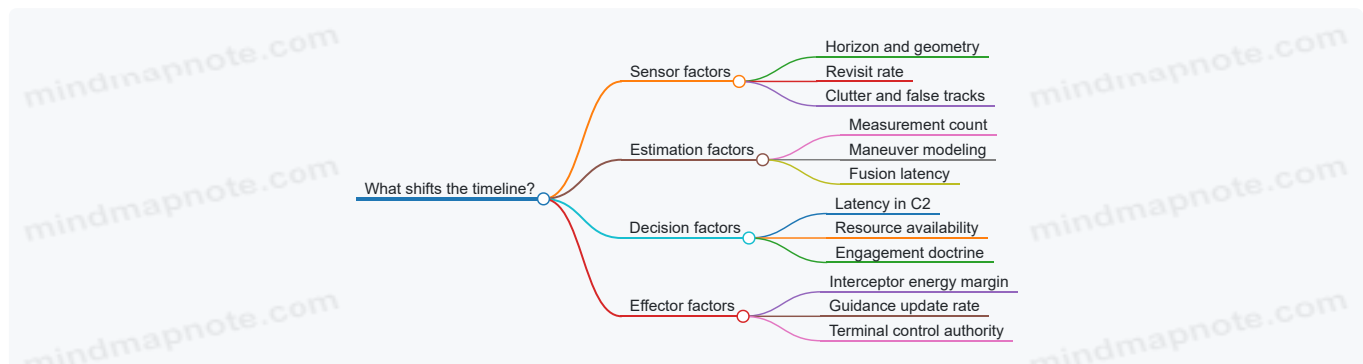 mindmapnote.com
mindmapnote.com
Horizon and geometry
Sensor factors
Revisit rate
Clutter and false tracks
Measurement count
Estimation factors
Maneuver modeling
Fusion latency
mindmapnote.com
mindmapnote.com
What shifts the timeline?
Latency in C2
Decision factors
Resource availability
Engagement doctrine
Interceptor energy margin
Effector factors
Guidance update rate
Terminal control authority
mindmapnote.com
mindmapnote.com